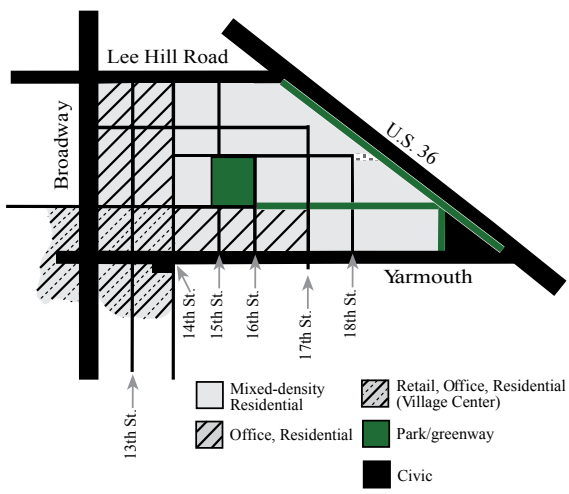 Lee Hill Road
Broadway
U.S. 36
Yarmouth
13th St.
14th St.
15th St.
16th St.
17th St.
18th St.
Mixed-density
Residential
Office, Residential
Retail, Office, Residential
(Village Center)
Park/greenway
Civic